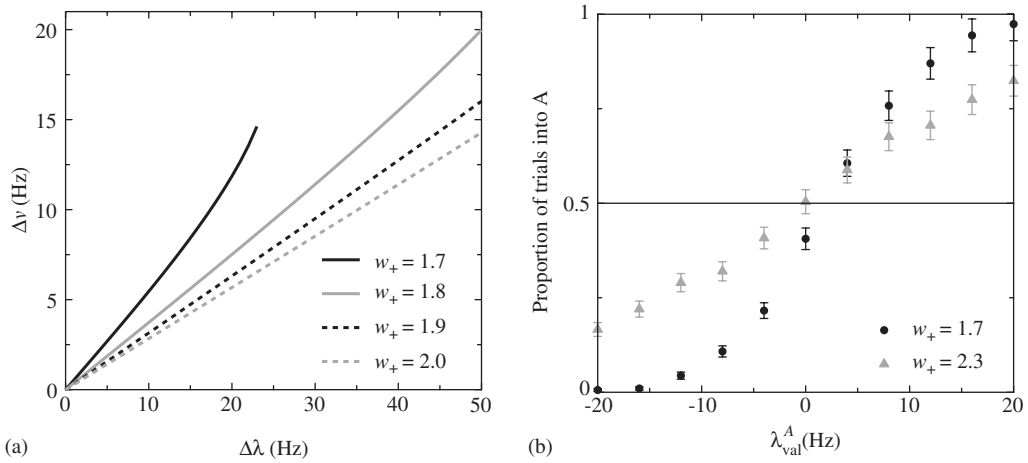 20
15
10
5
0
Δν (Hz)
0 10 20 30 40 50
Δλ (Hz)
w+ = 1.7
w+ = 1.8
w+ = 1.9
w+ = 2.0
(a)
1
0.5
0
Proportion of trials into A
-20 -10 0 10 20
λ^A_val(Hz)
w+ = 1.7
w+ = 2.3
(b)